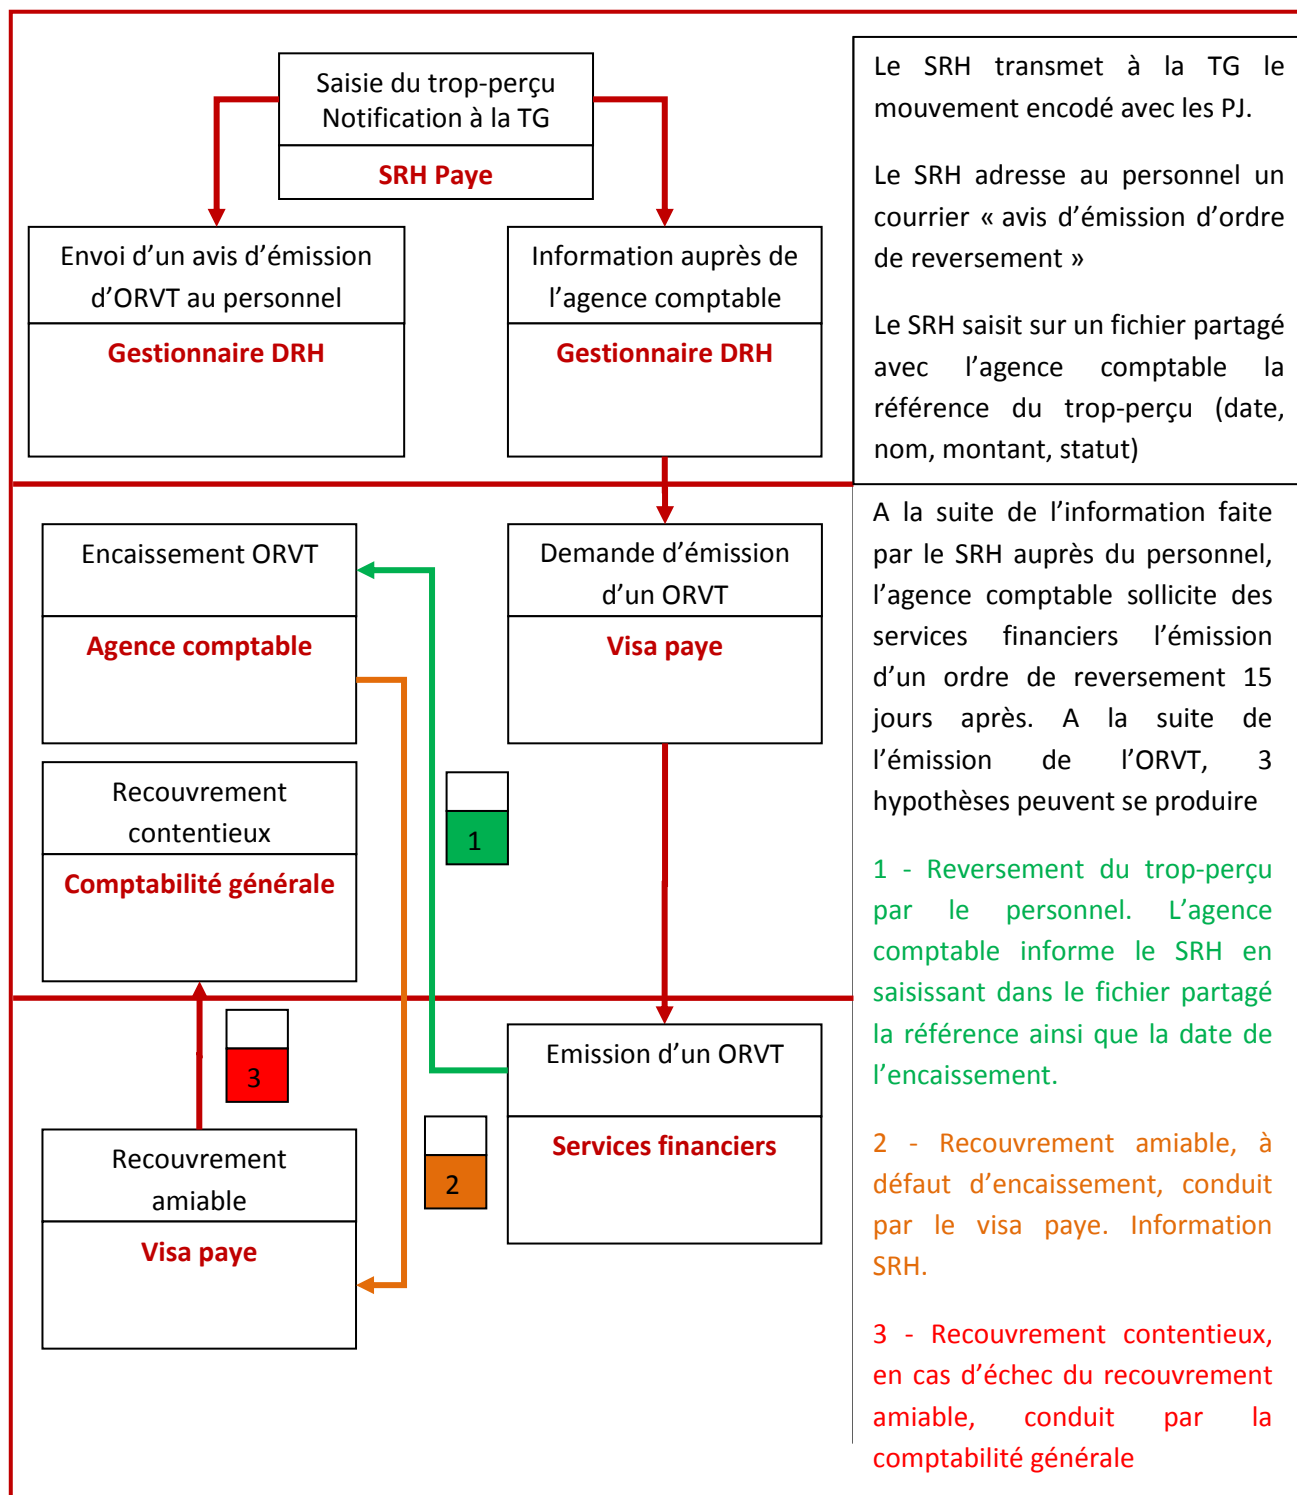 Saisie du trop-perçu
Notification à la TG
SRH Paye
Envoi d’un avis d’émission
d’ORVT au personnel
Gestionnaire DRH
Information auprès de
l’agence comptable
Gestionnaire DRH
Le SRH transmet à la TG le
mouvement encodé avec les PJ.
Le SRH adresse au personnel un
courrier « avis d’émission d’ordre
de reversement »
Le SRH saisit sur un fichier partagé
avec l’agence comptable la
référence du trop-perçu (date,
nom, montant, statut)
Encaissement ORVT
Agence comptable
Demande d’émission
d’un ORVT
Visa paye
Recouvrement
contentieux
Comptabilité générale
1
3
Emission d’un ORVT
Services financiers
2
Recouvrement
amiable
Visa paye
A la suite de l’information faite
par le SRH auprès du personnel,
l’agence comptable sollicite des
services financiers l’émission
d’un ordre de reversement 15
jours après. A la suite de
l’émission de l’ORVT, 3
hypothèses peuvent se produire
1 - Reversement du trop-perçu
par le personnel. L’agence
comptable informe le SRH en
saisissant dans le fichier partagé
la référence ainsi que la date de
l’encaissement.
2 - Recouvrement amiable, à
défaut d’encaissement, conduit
par le visa paye. Information
SRH.
3 - Recouvrement contentieux,
en cas d’échec du recouvrement
amiable, conduit par la
comptabilité générale